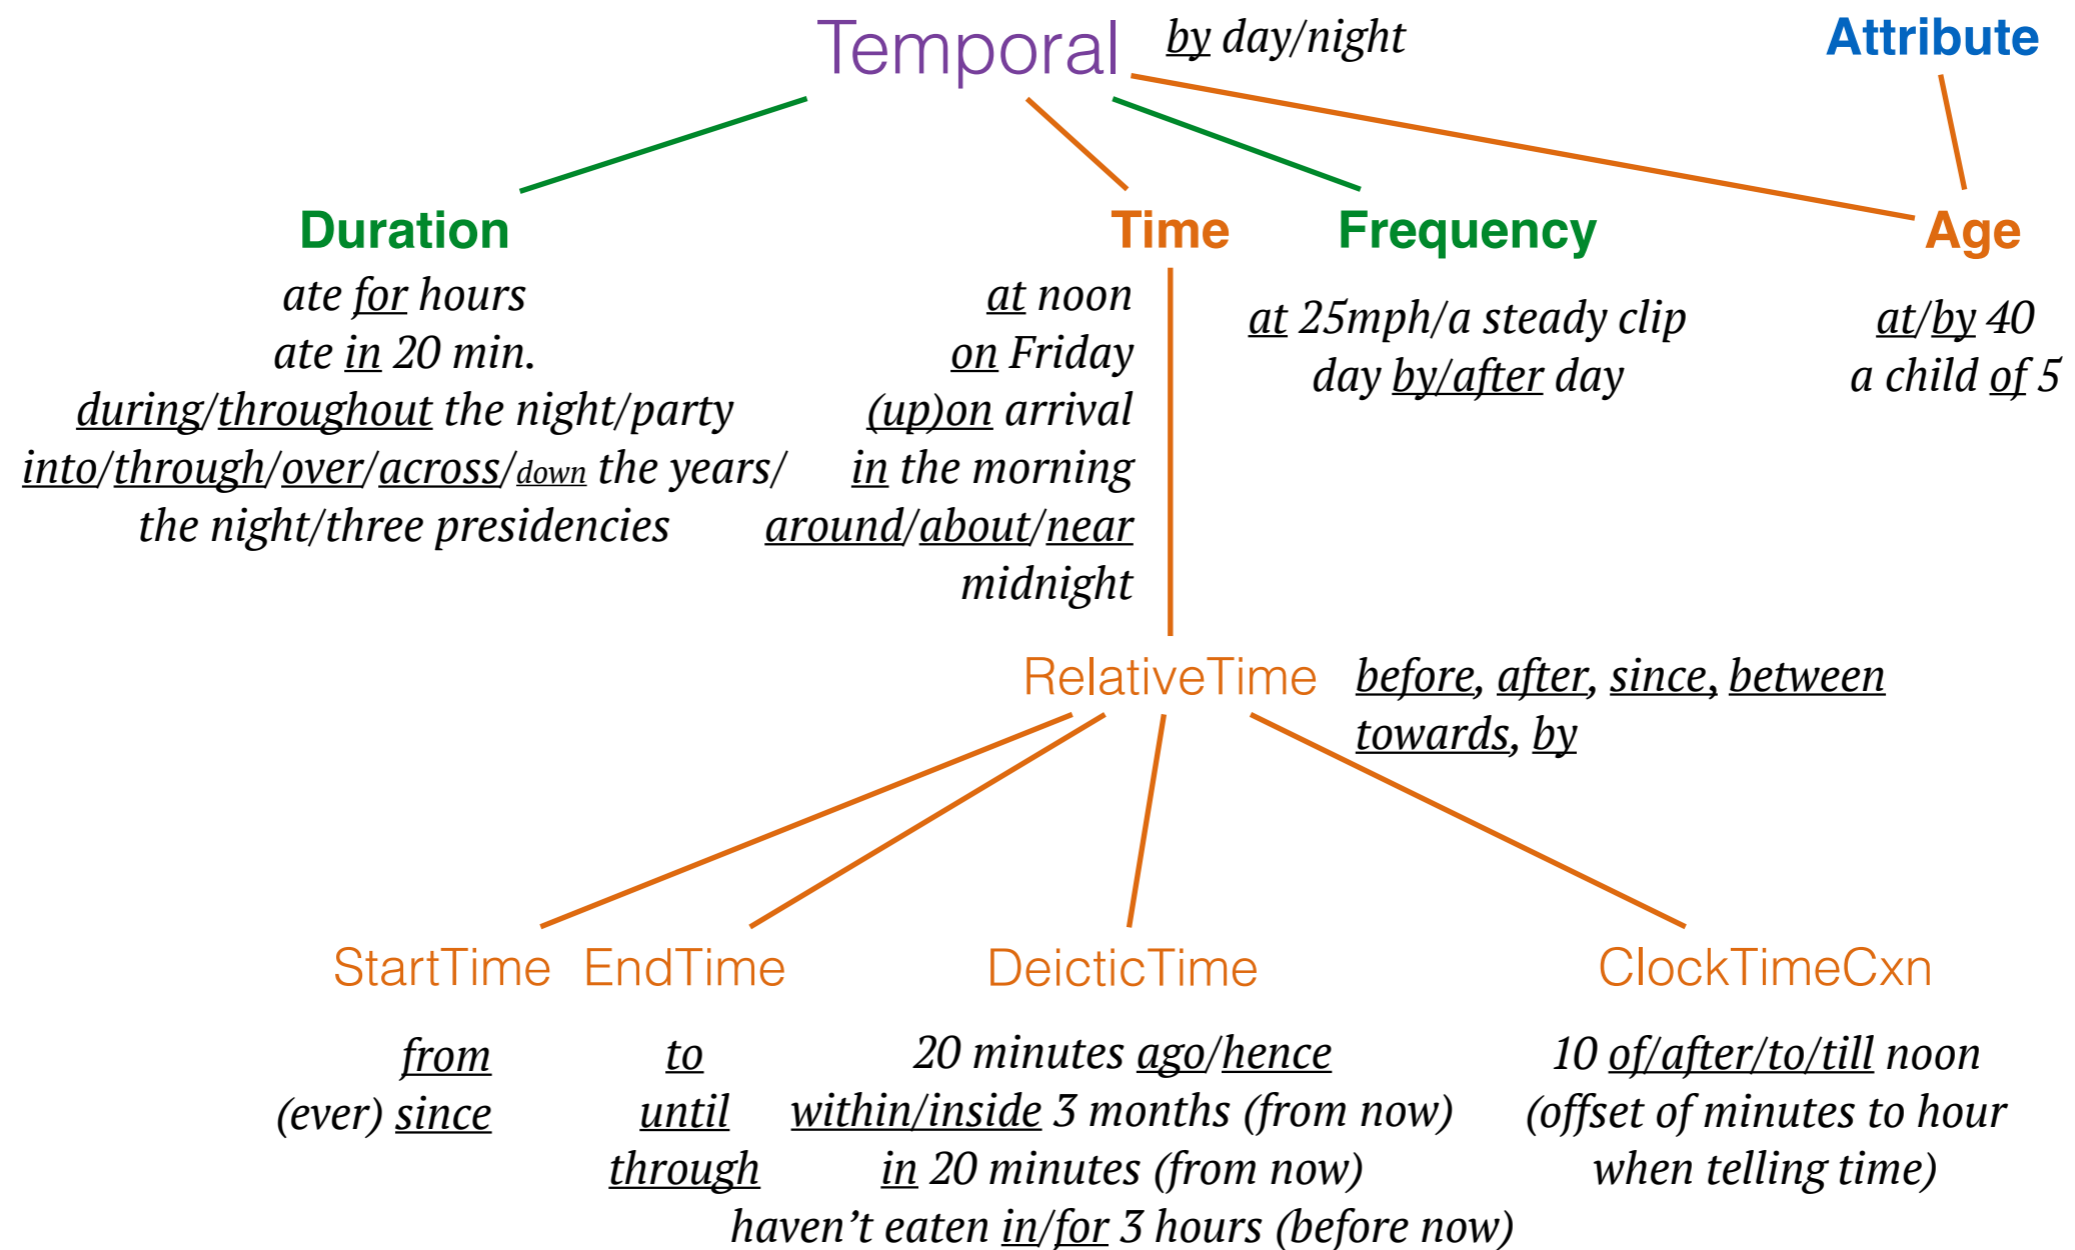 Temporal by day/night
Attribute
Duration
ate for hours
ate in 20 min.
during/throughout the night/party
into/through/over/across/down the years/
the night/three presidencies
Time
at noon
on Friday
(up)on arrival
in the morning
around/about/near
midnight
Frequency
at 25mph/a steady clip
day by/after day
Age
at/by 40
a child of 5
RelativeTime
before, after, since, between
towards, by
StartTime
from
(ever) since
EndTime
to
until
through
DeicticTime
20 minutes ago/hence
within/inside 3 months (from now)
in 20 minutes (from now)
haven't eaten in/for 3 hours (before now)
ClockTimeCxn
10 of/after/to/till noon
(offset of minutes to hour
when telling time)